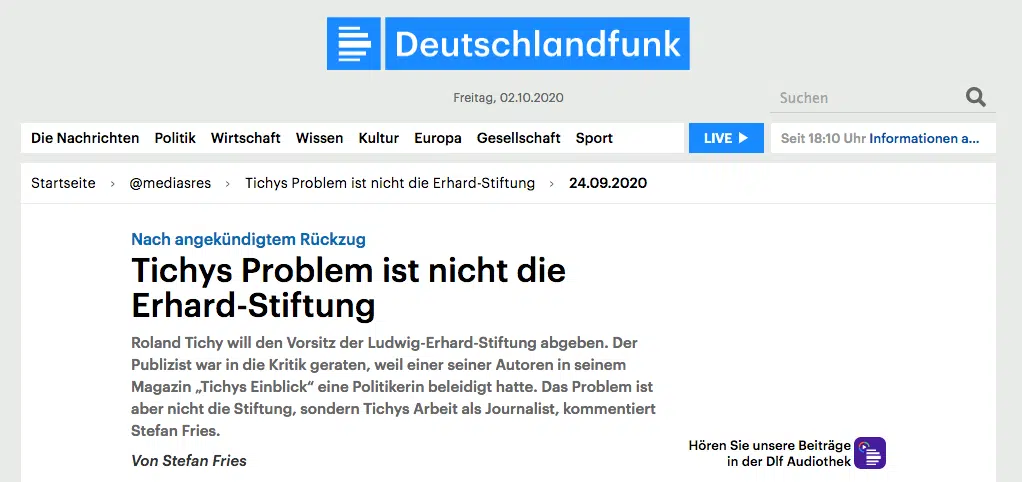 Deutschlandfunk
Freitag, 02.10.2020
Suchen
Die Nachrichten Politik Wirtschaft Wissen Kultur Europa Gesellschaft Sport
LIVE
Seit 18:10 Uhr Informationen a...
Startseite › @mediasres › Tichys Problem ist nicht die Erhard-Stiftung › 24.09.2020
Nach angekündigtem Rückzug
Tichys Problem ist nicht die
Erhard-Stiftung
Roland Tichy will den Vorsitz der Ludwig-Erhard-Stiftung abgeben. Der
Publizist war in die Kritik geraten, weil einer seiner Autoren in seinem
Magazin „Tichys Einblick“ eine Politikerin beleidigt hatte. Das Problem ist
aber nicht die Stiftung, sondern Tichys Arbeit als Journalist, kommentiert
Stefan Fries.
Von Stefan Fries
Hören Sie unsere Beiträge
in der Dlf Audiothek